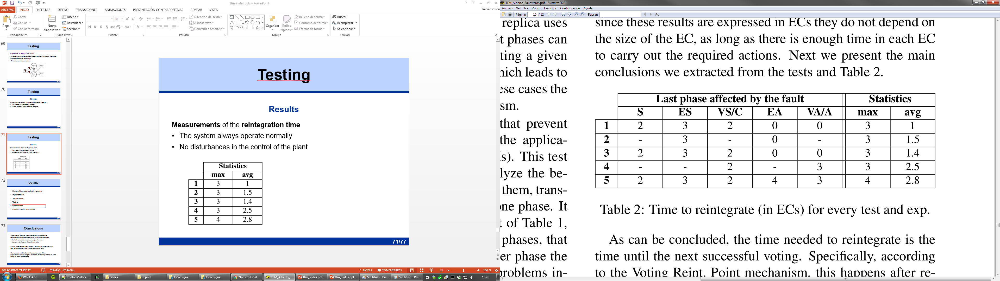 tfm_slides.pptx - PowerPoint
ARCHIVO INICIO INSERTAR DISEÑO TRANSICIONES ANIMACIONES PRESENTACIÓN CON DIAPOSITIVAS REVISAR VISTA Iniciar sesión
Pegar
Cortar
Copiar
Copiar formato
Portapapeles
Nueva
diapositiva
Diseño
Restablecer
Sección
Diapositivas
20
N K S S abc AV Aa A
Fuente
Dirección del texto
Alinear texto
Convertir a SmartArt
Párrafo
Organizar
Estilos
rápidos
Relleno de forma
Contorno de forma
Efectos de forma
Dibujo
Buscar
Reemplazar
Seleccionar
Edición
69
Testing
Tolerance to temporary faults
70
Testing
Results
The system was able to transparently tolerate the errors
The system always operate normally
No disturbances in the control of the plant
71
Testing
Results
Measurements of the reintegration time
The system always operate normally
No disturbances in the control of the plant
72
Outline
Design of the node replication scheme
Implementation
Testbed setup
Testing
Conclusions
Publications and other works
73
Conclusions
Testing
Results
Measurements of the reintegration time
• The system always operate normally
• No disturbances in the control of the plant
Statistics
max avg
1 3 1
2 3 1.5
3 3 1.4
4 3 2.5
5 4 2.8
71/77
DIAPOSITIVA 71 DE 77 ESPAÑOL (ESPAÑA) NOTAS COMENTARIOS 100 %
WhatsApp - ... C:\Users\alber... slides report Descargas Descargas Nuestro Final ... TFM_Alberto_... tfm_slides.ppt... tfm_slides.ppt... Sin título - Pai... Sin título - Pai... 15:45
TFM_Alberto_Ballesteros.pdf - SumatraPDF
Archivo Ver Ir a Zoom Favoritos Configuración Ayuda
Página: 10 / 12 Buscar:
replica uses
t phases can
ting a given
hich leads to
ese cases the
sm.
that prevent
the applica-
s). This test
lyze the be-
them, trans-
one phase. It
t of Table 1,
phases, that
er phase the
problems in-
since these results are expressed in ECs they do not depend on
the size of the EC, as long as there is enough time in each EC
to carry out the required actions. Next we present the main
conclusions we extracted from the tests and Table 2.
Last phase affected by the fault Statistics
S ES VS/C EA VA/A max avg
1 2 3 2 0 0 3 1
2 - 3 - 0 - 3 1.5
3 2 3 2 0 0 3 1.4
4 - - 2 - 3 3 2.5
5 2 3 2 4 3 4 2.8
Table 2: Time to reintegrate (in ECs) for every test and exp.
As can be concluded, the time needed to reintegrate is the
time until the next successful voting. Specifically, according
to the Voting Reint. Point mechanism, this happens after re-